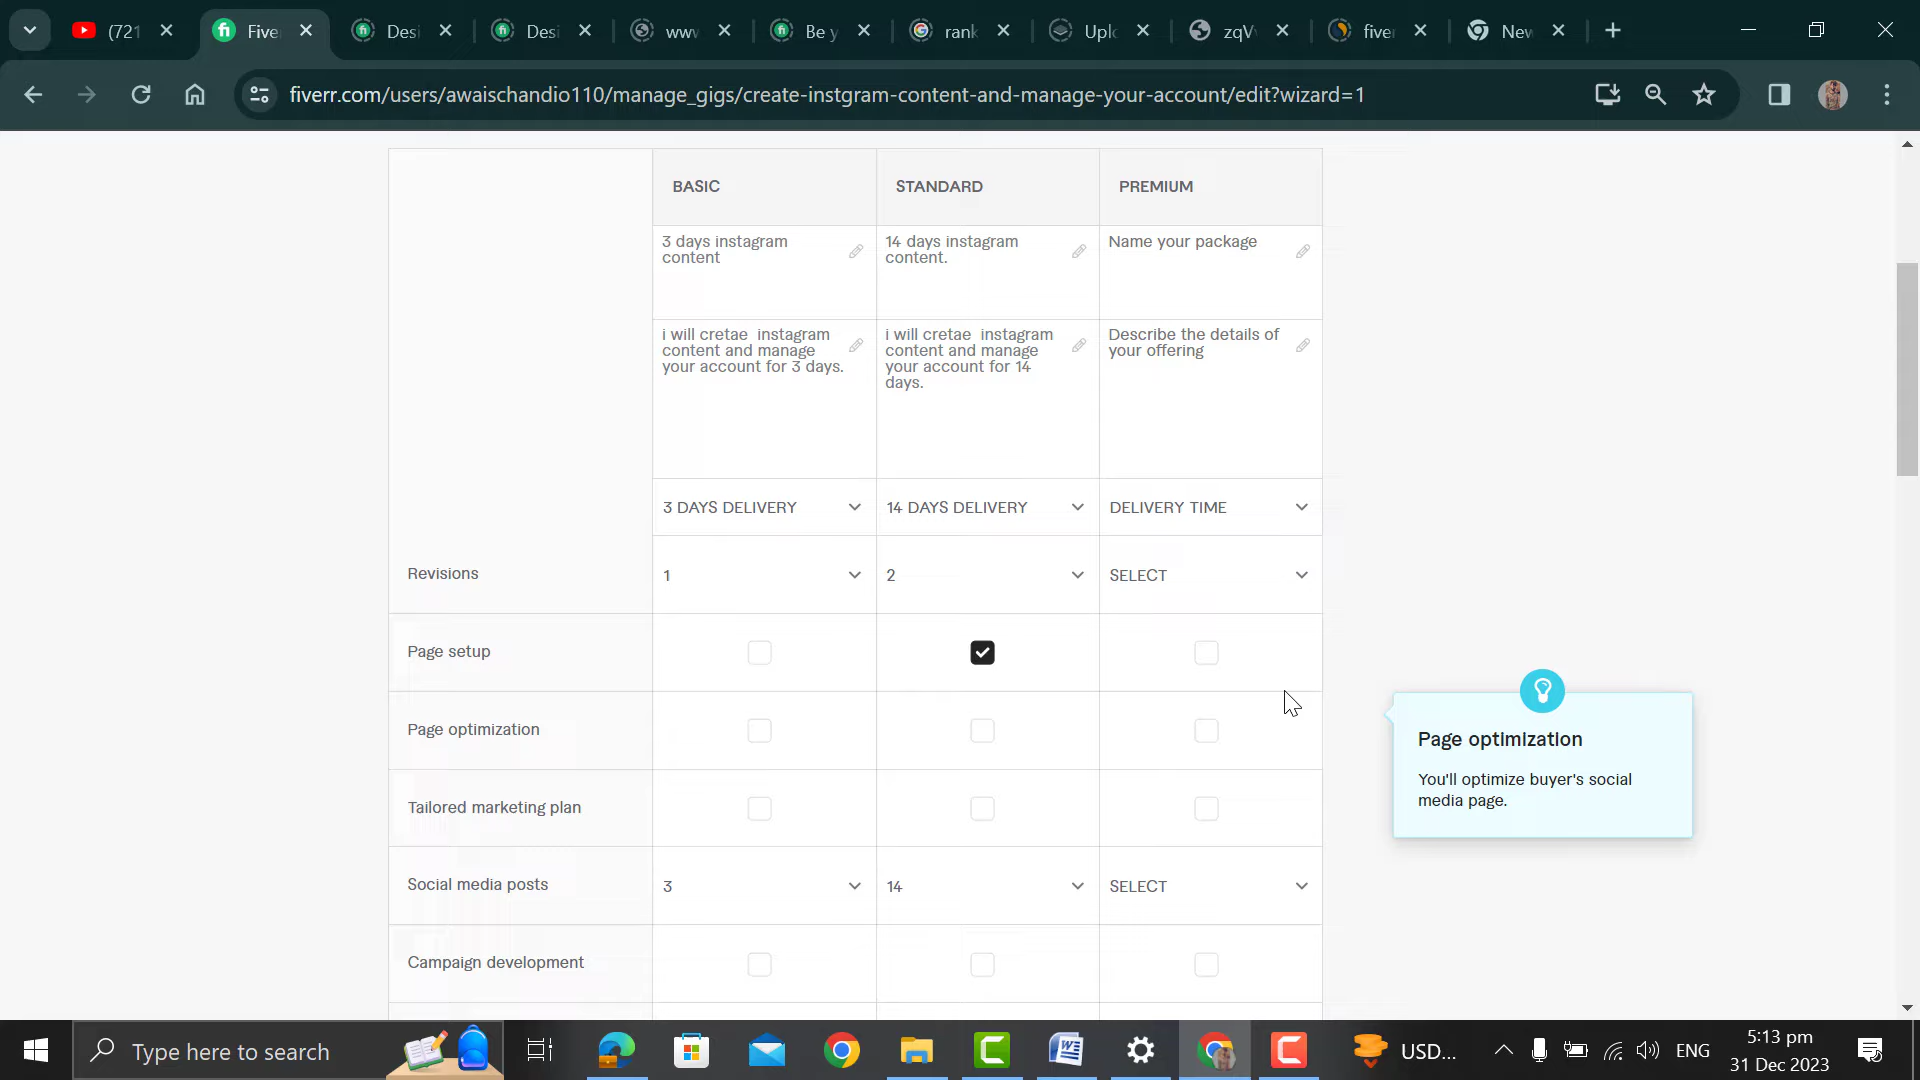 (721
Five
Desi
Desi
www
Be y
rank
Uplo
zqV
fiver
New
fiverr.com/users/awaischandio110/manage_gigs/create-instgram-content-and-manage-your-account/edit?wizard=1
BASIC
STANDARD
PREMIUM
3 days instagram
content
14 days instagram
content.
Name your package
i will cretae instagram
content and manage
your account for 3 days.
i will cretae instagram
content and manage
your account for 14
days.
Describe the details of
your offering
3 DAYS DELIVERY
14 DAYS DELIVERY
DELIVERY TIME
Revisions
1
2
SELECT
Page setup
Page optimization
Page optimization
You'll optimize buyer's social
media page.
Tailored marketing plan
Social media posts
3
14
SELECT
Campaign development
Type here to search
USD...
ENG
5:13 pm
31 Dec 2023